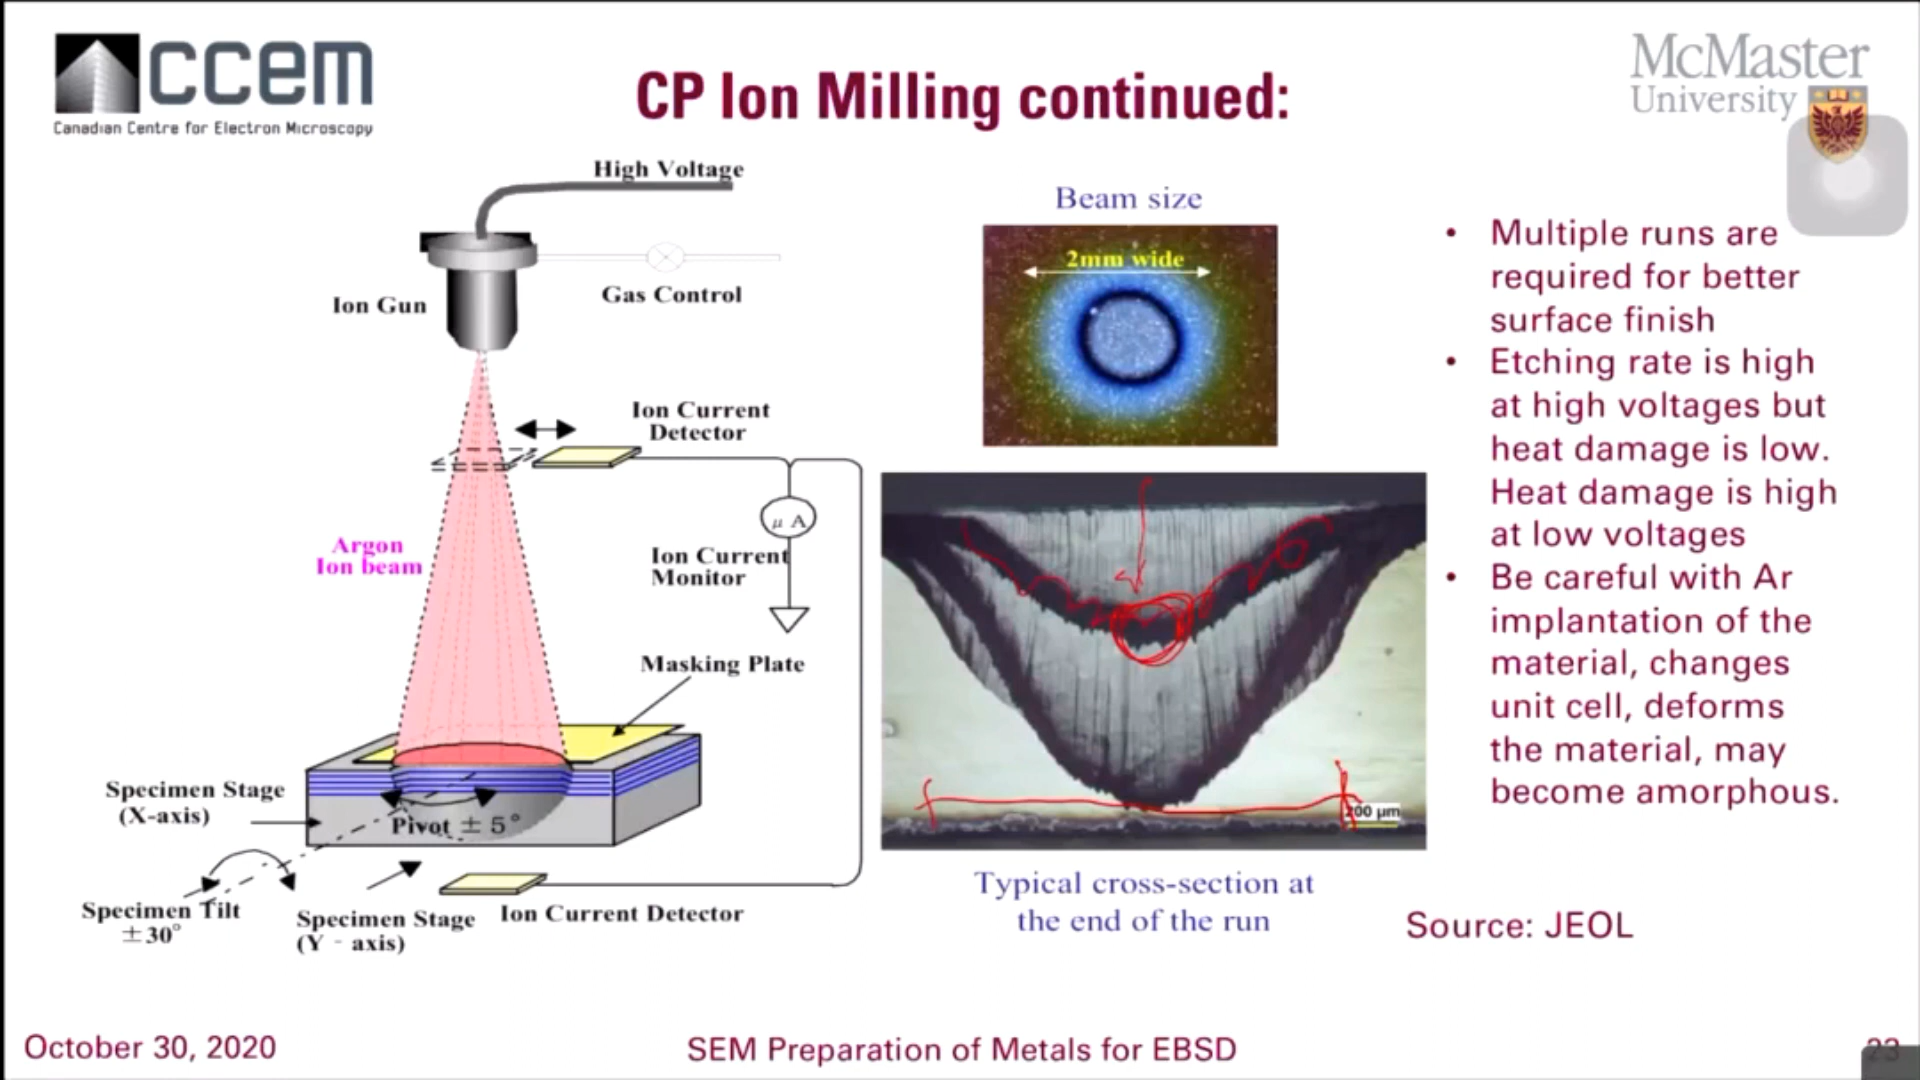 ccem
Canadian Centre for Electron Microscopy
CP Ion Milling continued:
McMaster
University
High Voltage
Ion Gun
Gas Control
Ion Current
Detector
μ A
Argon
Ion beam
Ion Current
Monitor
Masking Plate
Specimen Stage
(X-axis)
Pivot ± 5°
Specimen Tilt
±30°
Specimen Stage
(Y - axis)
Ion Current Detector
Beam size
2mm wide
200 μm
Typical cross-section at
the end of the run
• Multiple runs are
required for better
surface finish
• Etching rate is high
at high voltages but
heat damage is low.
Heat damage is high
at low voltages
• Be careful with Ar
implantation of the
material, changes
unit cell, deforms
the material, may
become amorphous.
Source: JEOL
October 30, 2020
SEM Preparation of Metals for EBSD
23